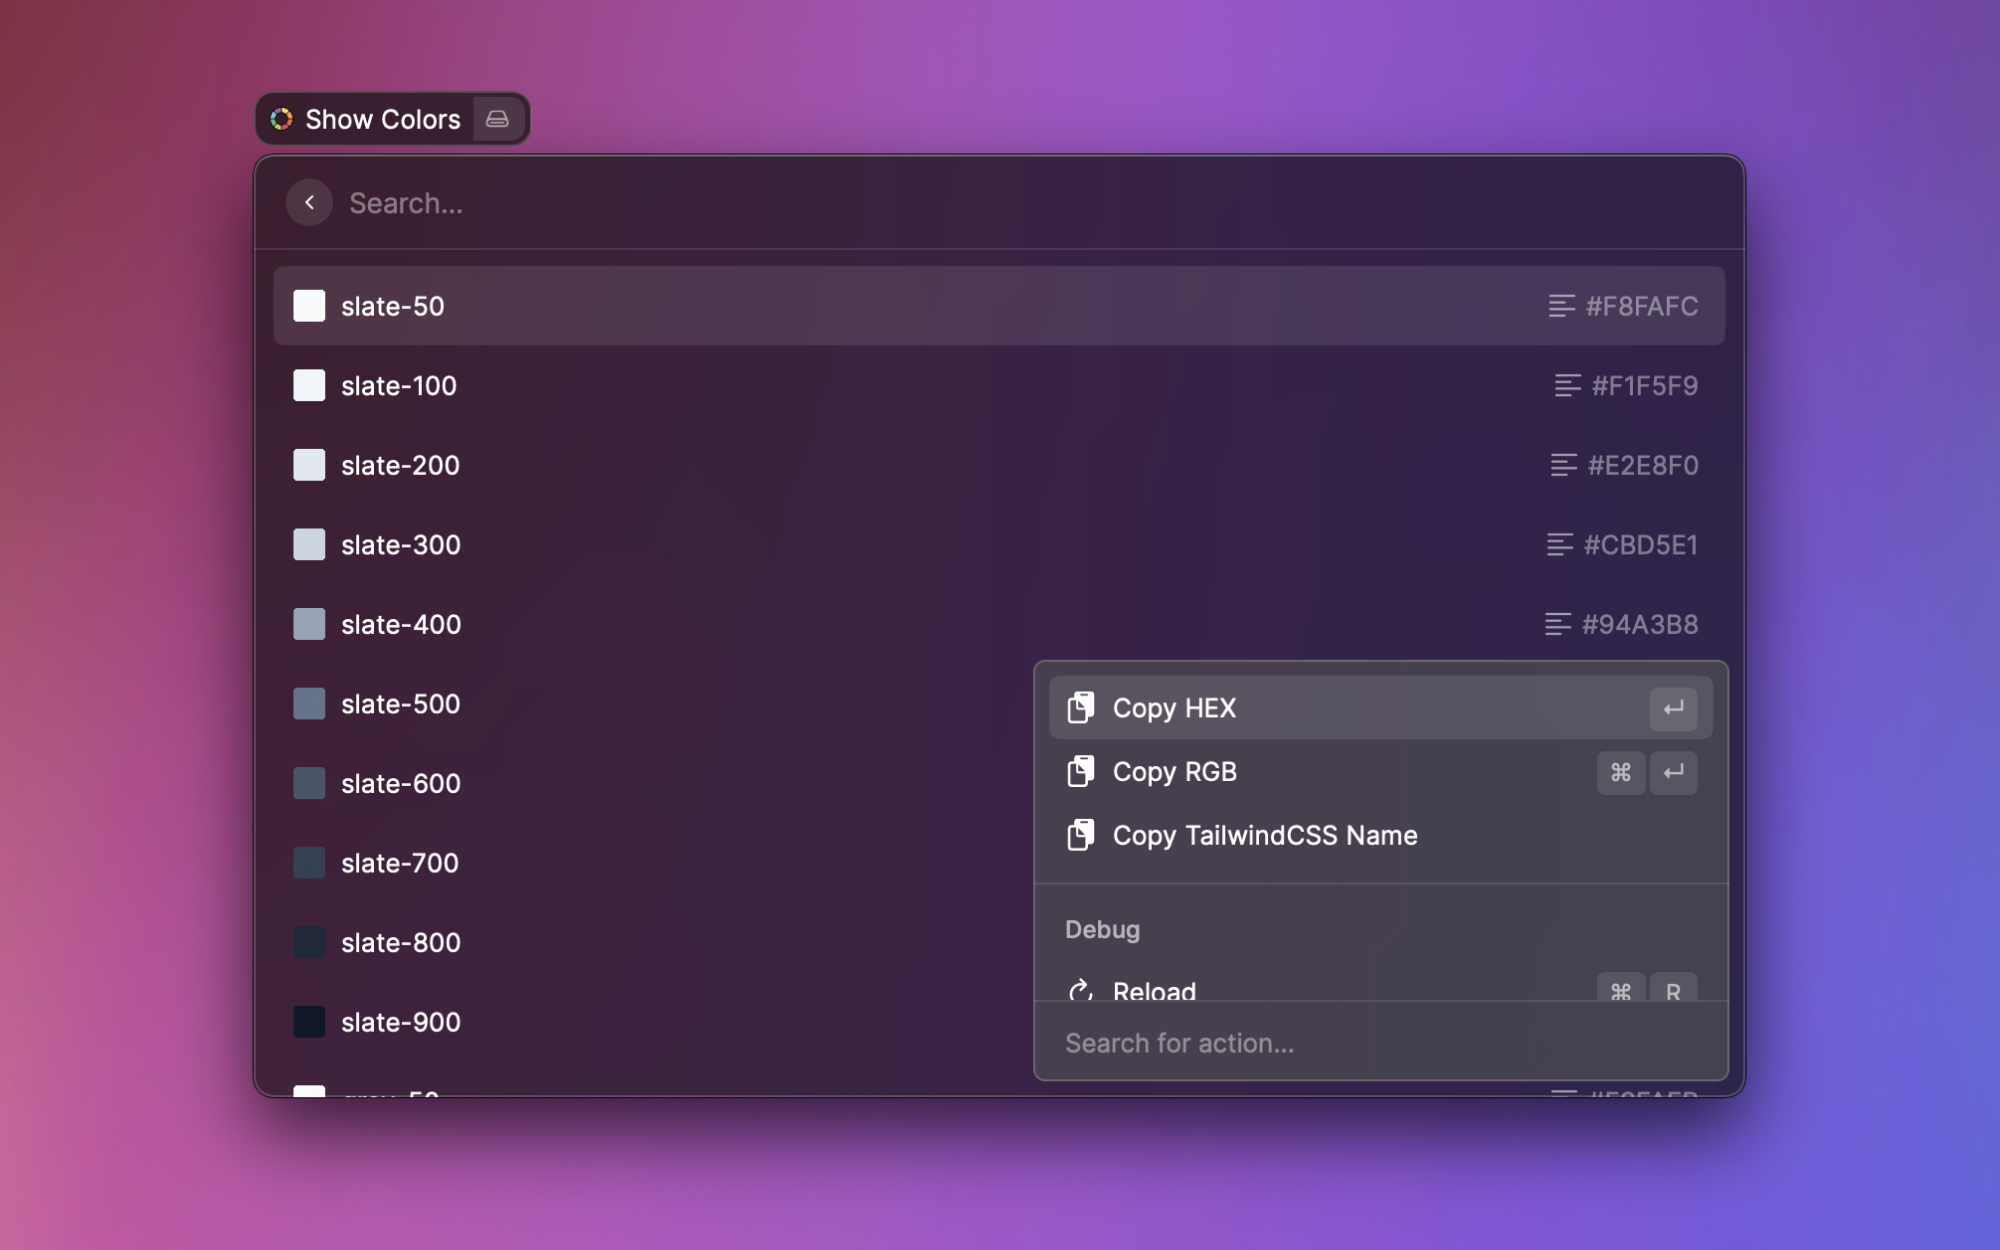 Show Colors
Search...
slate-50 #F8FAFC
slate-100 #F1F5F9
slate-200 #E2E8F0
slate-300 #CBD5E1
slate-400 #94A3B8
slate-500
slate-600
slate-700
slate-800
slate-900
Copy HEX ↵
Copy RGB ⌘ ↵
Copy TailwindCSS Name
Debug
Reload ⌘ R
Search for action...